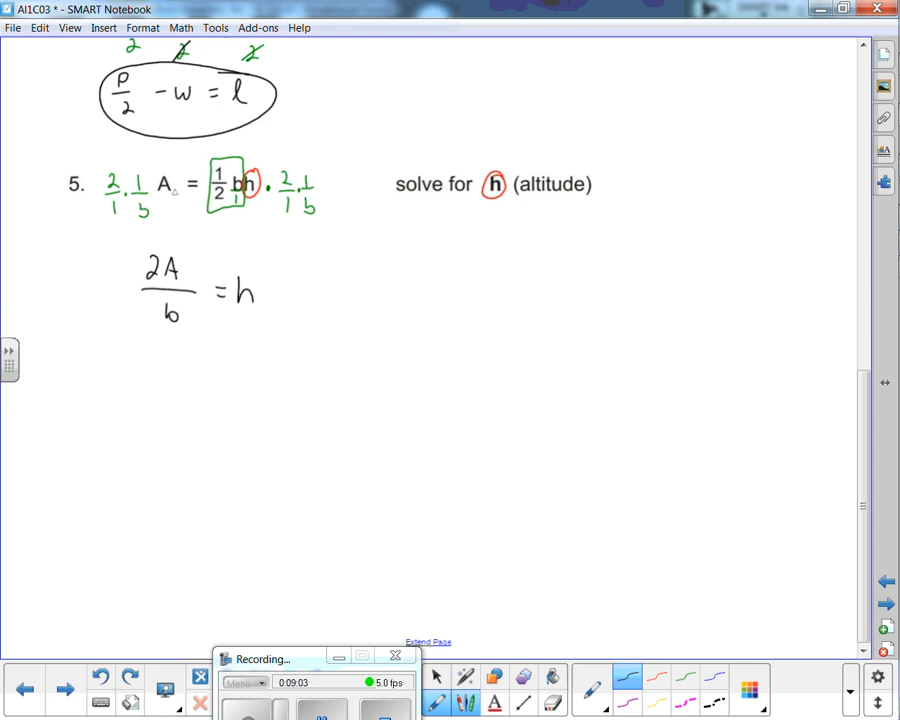 AI1C03 * - SMART Notebook
File Edit View Insert Format Math Tools Add-ons Help
2 2 2
P/2 - w = l
5. 2/1 · 1/b A△ = 1/2 bh · 2/1 · 1/b solve for h (altitude)
2A/b = h
Extend Page
Recording...
Menu 0:09:03 5.0 fps